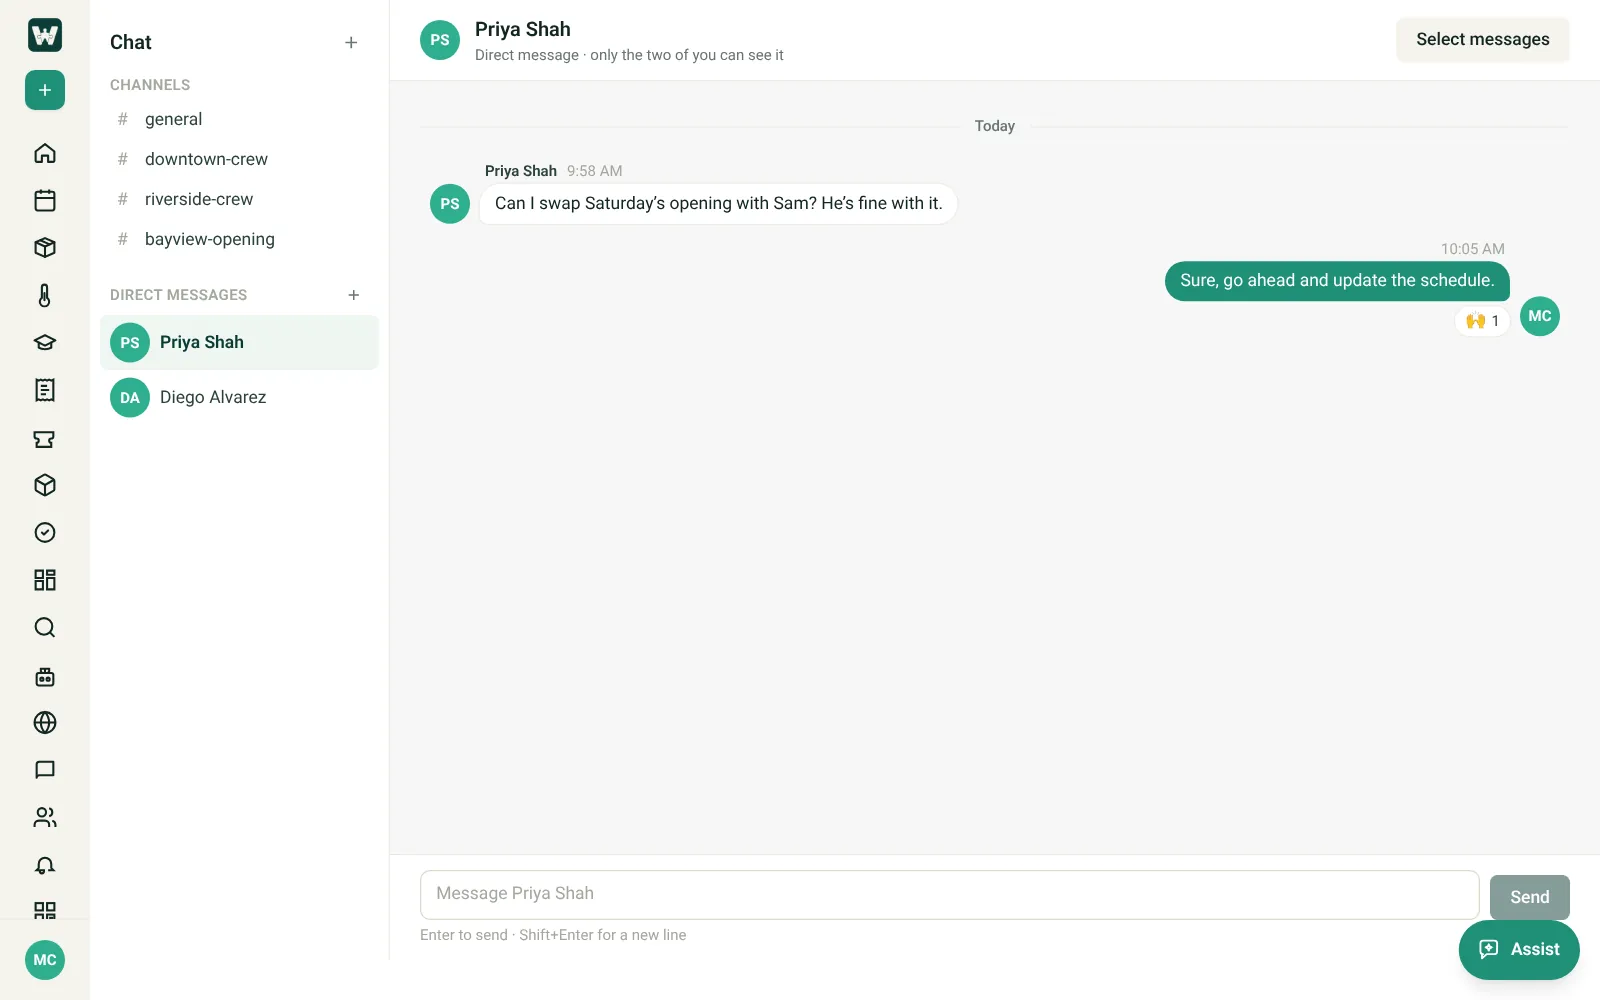 W
Chat
CHANNELS
# general
# downtown-crew
# riverside-crew
# bayview-opening
DIRECT MESSAGES
PS Priya Shah
DA Diego Alvarez
MC
PS Priya Shah
Direct message · only the two of you can see it
Select messages
Today
Priya Shah 9:58 AM
PS Can I swap Saturday’s opening with Sam? He’s fine with it.
10:05 AM
Sure, go ahead and update the schedule.
🙌 1
MC
Message Priya Shah
Send
Enter to send · Shift+Enter for a new line
Assist